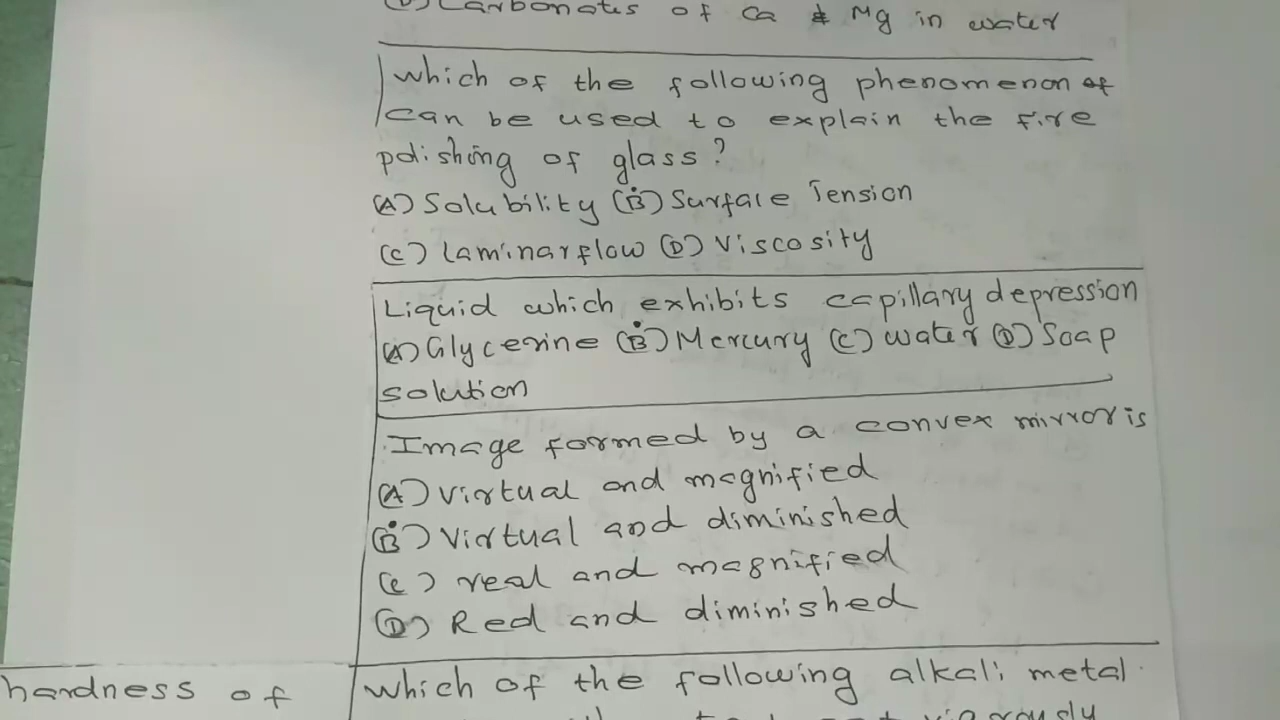 (D) Carbonates of Ca & Mg in water
Which of the following phenomenon of
can be used to explain the fire
polishing of glass?
(A) Solubility (B) Surface Tension
(C) Laminarflow (D) Viscosity
Liquid which exhibits capillary depression
(A) Glycerine (B) Mercury (C) water (D) Soap
solution
Image formed by a convex mirror is
(A) Virtual and magnified
(B) Virtual and diminished
(C) real and magnified
(D) Red and diminished
hardness of
Which of the following alkali metal